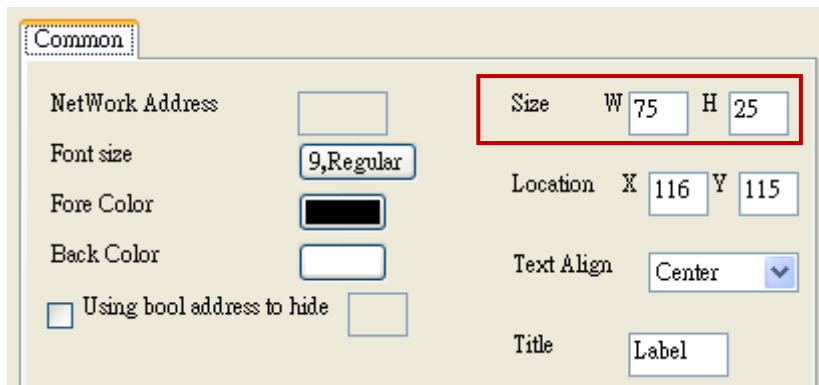 Common
NetWork Address
Font size 9,Regular
Fore Color
Back Color
Using bool address to hide
Size W 75 H 25
Location X 116 Y 115
Text Align Center
Title Label